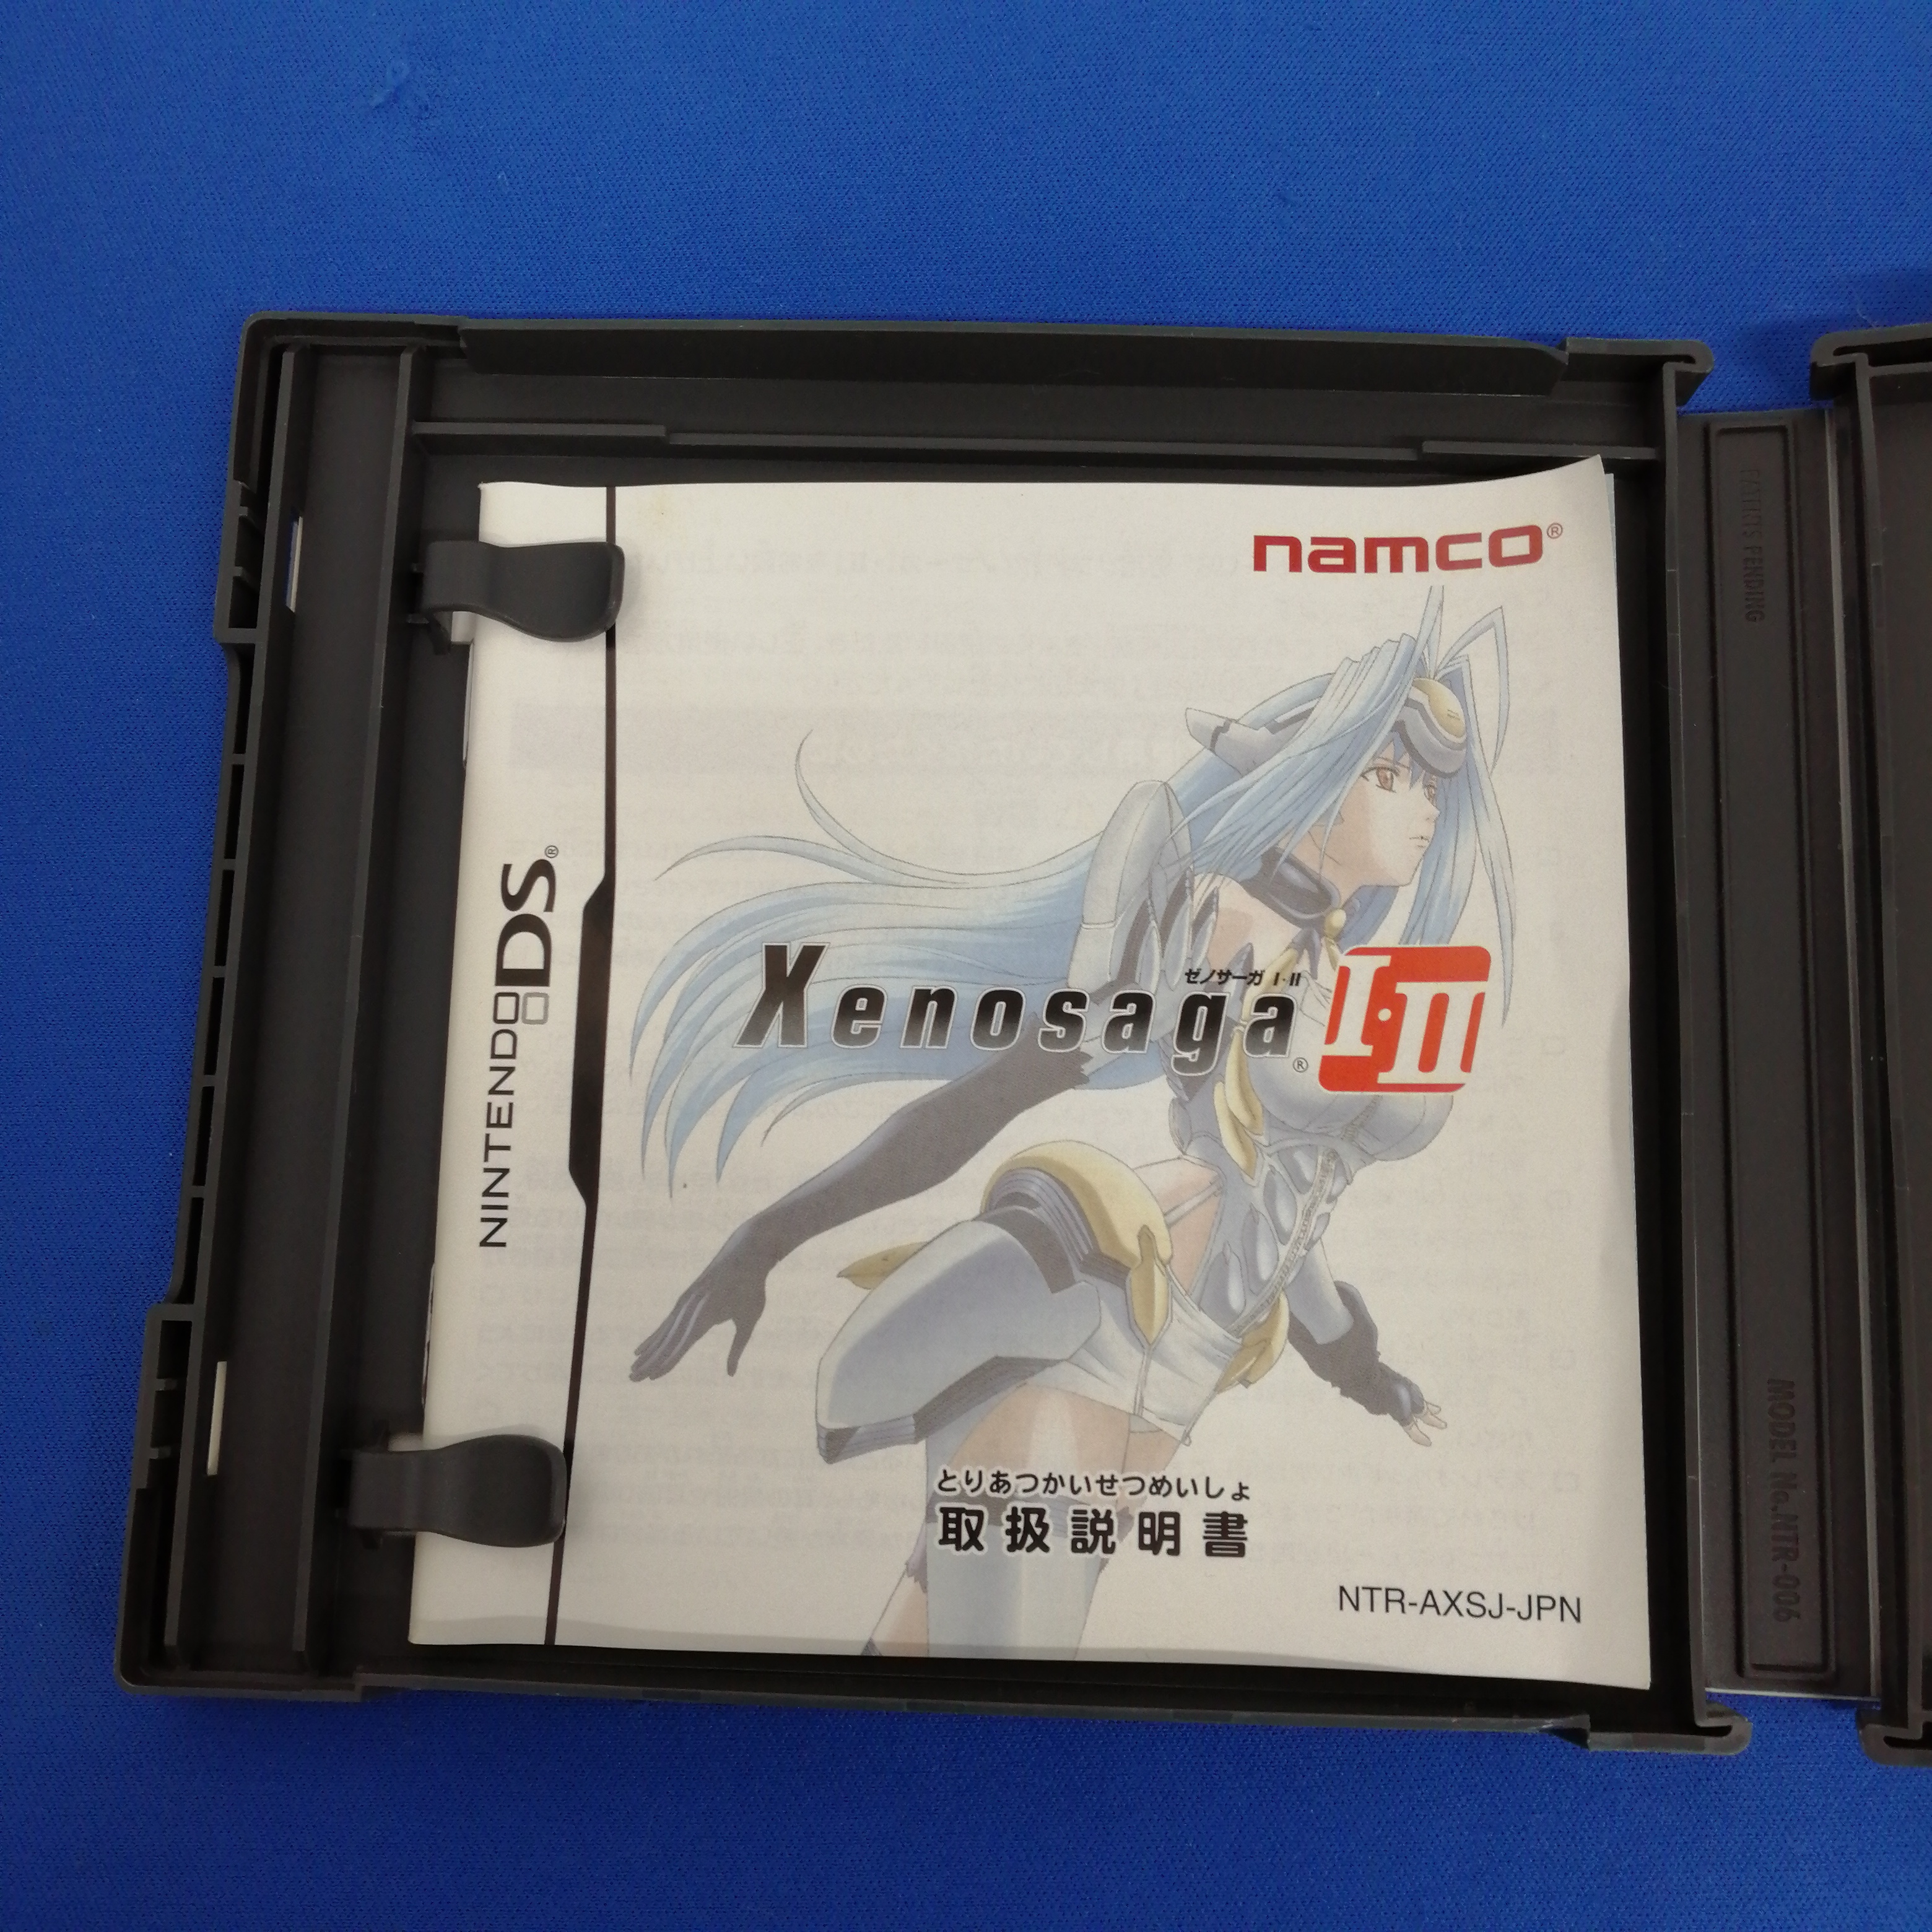 namco®
NINTENDO DS®
ゼノサーガ I・II
Xenosaga® I・II
とりあつかいせつめいしょ
取扱説明書
NTR-AXSJ-JPN
PATENTS PENDING
MODEL No.NTR-006